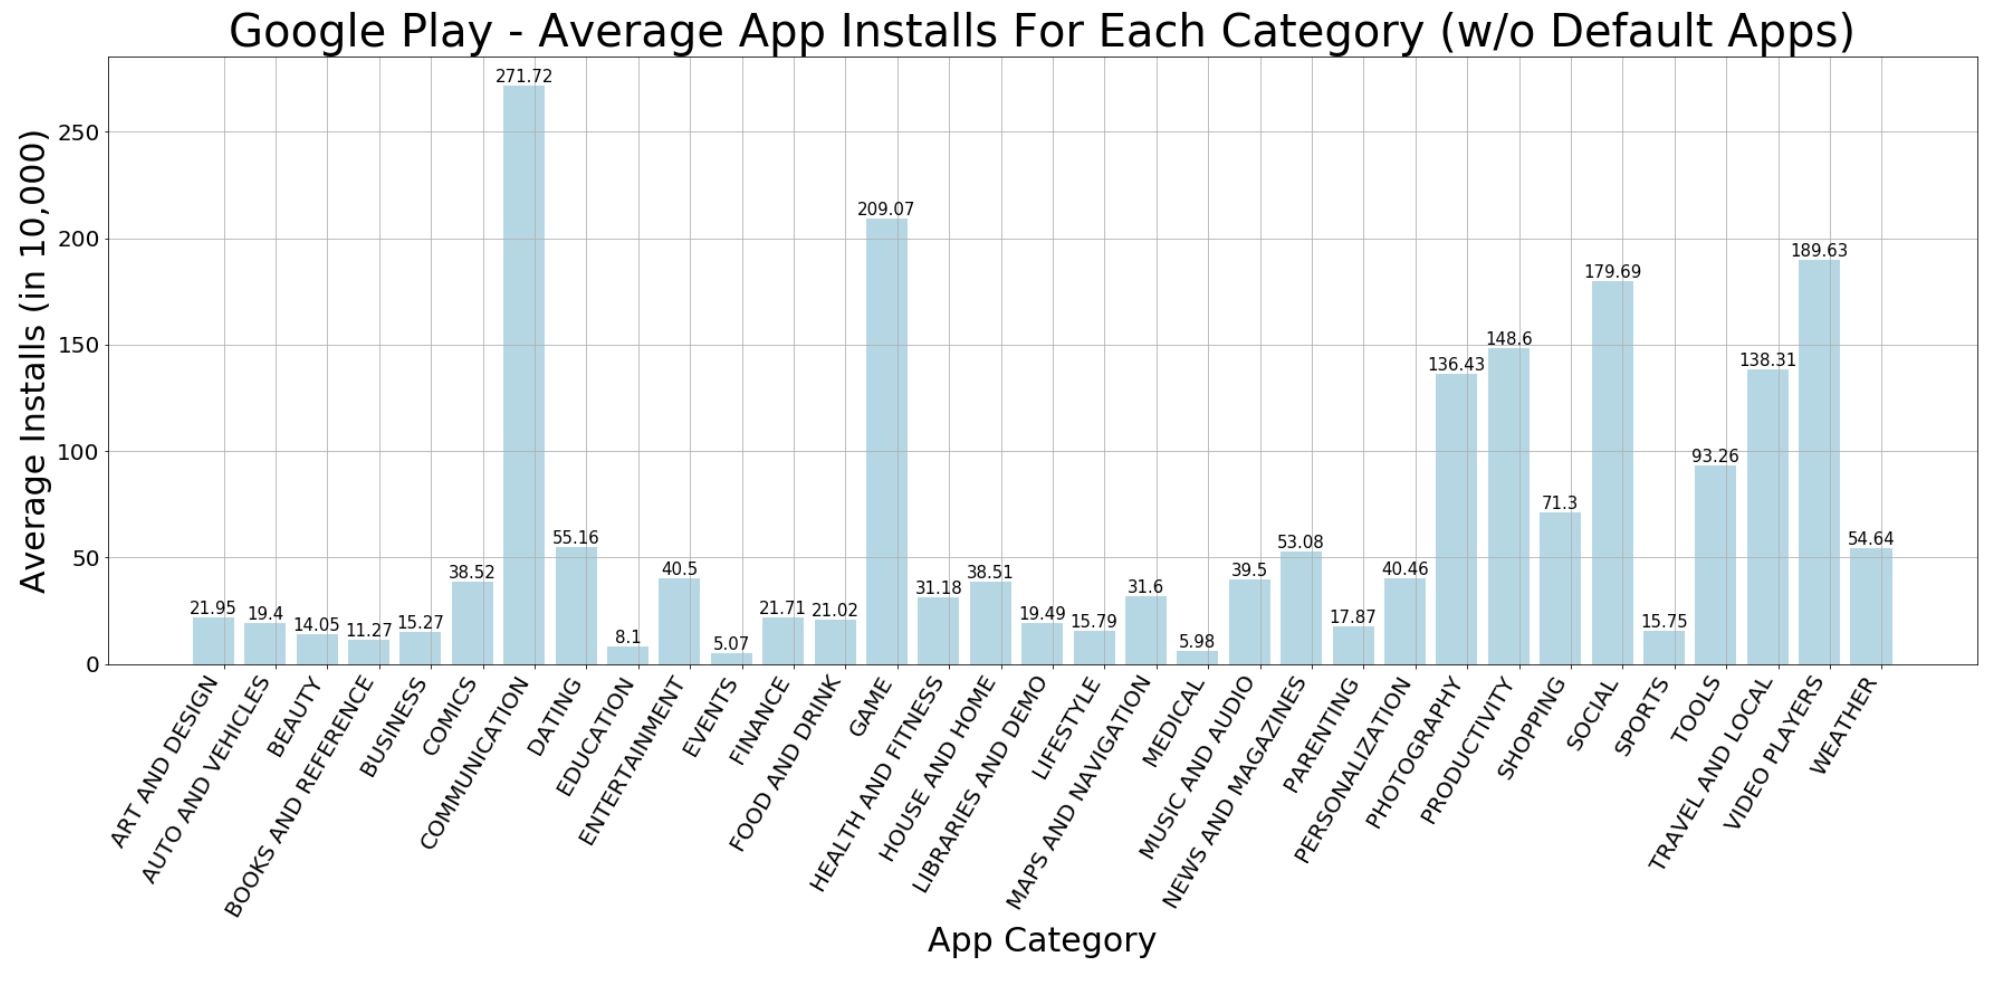 Google Play - Average App Installs For Each Category (w/o Default Apps)
Average Installs (in 10,000)
250
200
150
100
50
0
271.72
209.07
189.63
179.69
148.6
138.31
136.43
93.26
71.3
55.16
54.64
53.08
40.5
40.46
39.5
38.52
38.51
31.6
31.18
21.95
21.71
21.02
19.4
19.49
17.87
15.79
15.75
15.27
14.05
11.27
8.1
5.98
5.07
ART AND DESIGN
AUTO AND VEHICLES
BEAUTY
BOOKS AND REFERENCE
BUSINESS
COMICS
COMMUNICATION
DATING
EDUCATION
ENTERTAINMENT
EVENTS
FINANCE
FOOD AND DRINK
GAME
HEALTH AND FITNESS
HOUSE AND HOME
LIBRARIES AND DEMO
LIFESTYLE
MAPS AND NAVIGATION
MEDICAL
MUSIC AND AUDIO
NEWS AND MAGAZINES
PARENTING
PERSONALIZATION
PHOTOGRAPHY
PRODUCTIVITY
SHOPPING
SOCIAL
SPORTS
TOOLS
TRAVEL AND LOCAL
VIDEO PLAYERS
WEATHER
App Category